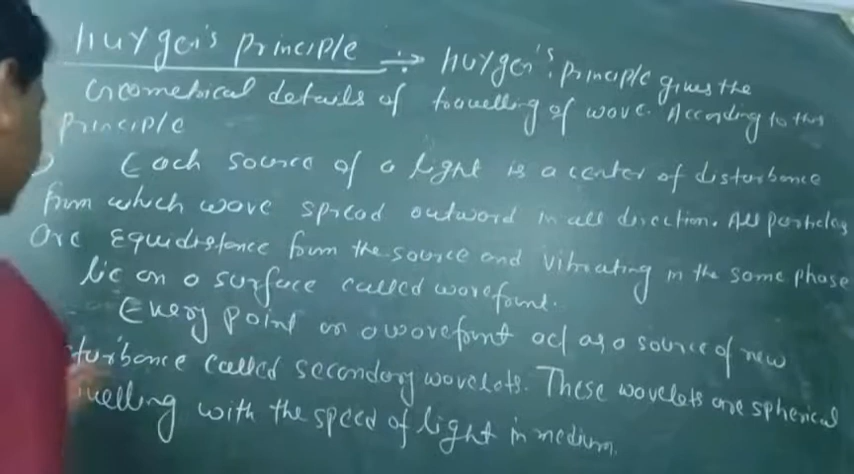 Huygen's Principle ÷ Huygen's principle gives the
Geometrical details of travelling of wave. According to this
principle
Each source of a light is a center of disturbance
from which wave spread outword in all direction. All particles
are equidistance from the source and vibrating in the same phase
lie on a surface called wavefront.
Every point on a wavefront act as a source of new
turbance called secondary wavelets. These wavelets are spherical
velling with the speed of light in medium.